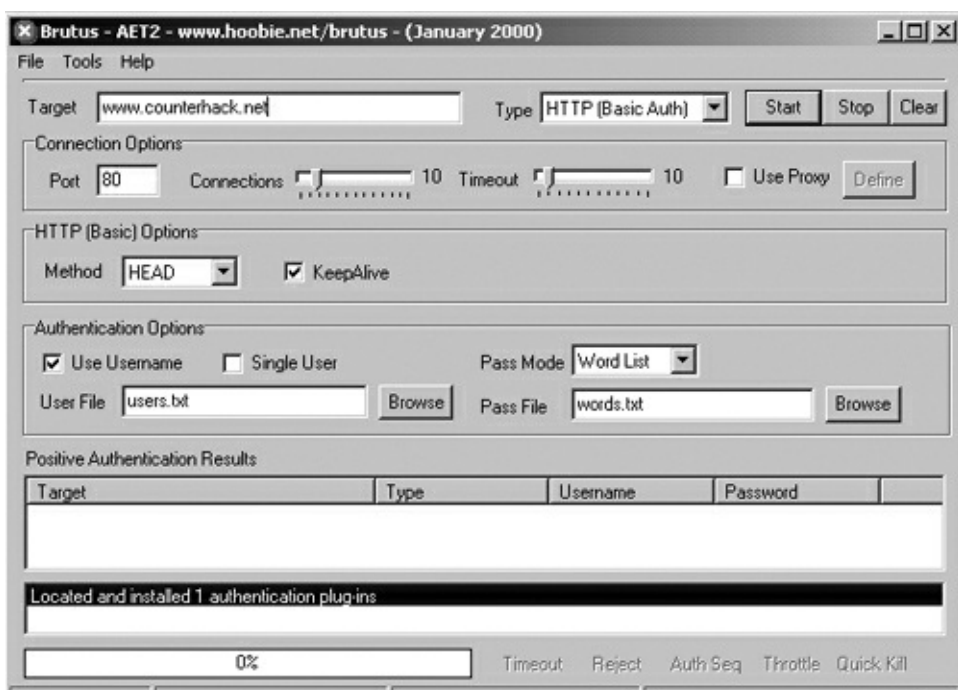 Brutus - AET2 - www.hoobie.net/brutus - (January 2000)
File Tools Help
Target www.counterhack.net Type HTTP (Basic Auth) Start Stop Clear
Connection Options
Port 80 Connections 10 Timeout 10 Use Proxy Define
HTTP (Basic) Options
Method HEAD KeepAlive
Authentication Options
Use Username Single User Pass Mode Word List
User File users.txt Browse Pass File words.txt Browse
Positive Authentication Results
Target Type Username Password
Located and installed 1 authentication plug-ins
0% Timeout Reject Auth Seq Throttle Quick Kill